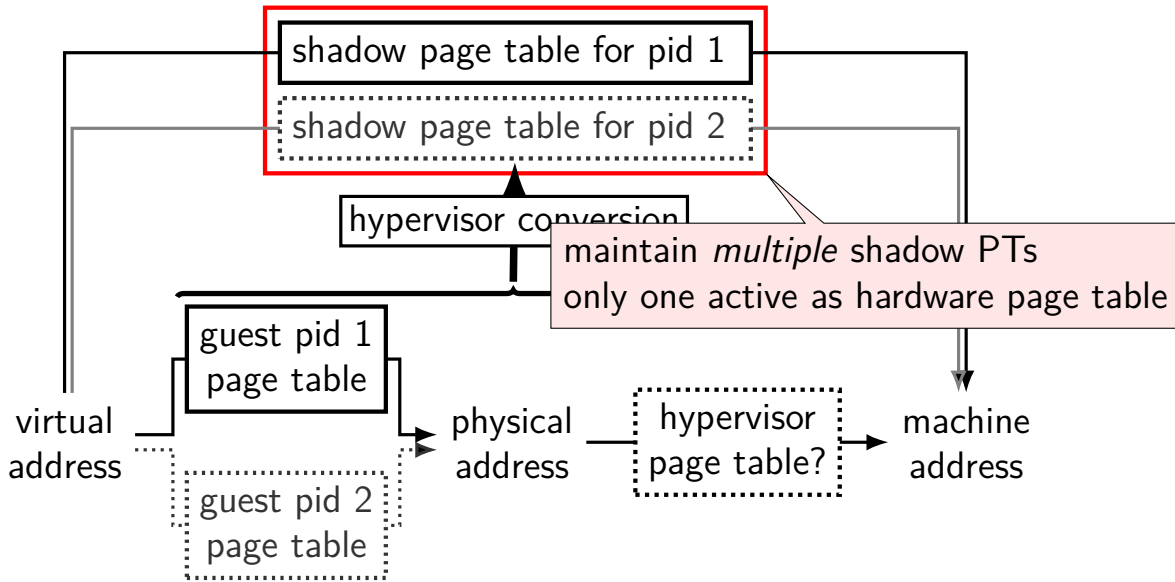 shadow page table for pid 1
shadow page table for pid 2
hypervisor conversion
maintain multiple shadow PTs
only one active as hardware page table
guest pid 1
page table
virtual
address
physical
address
hypervisor
page table?
machine
address
guest pid 2
page table